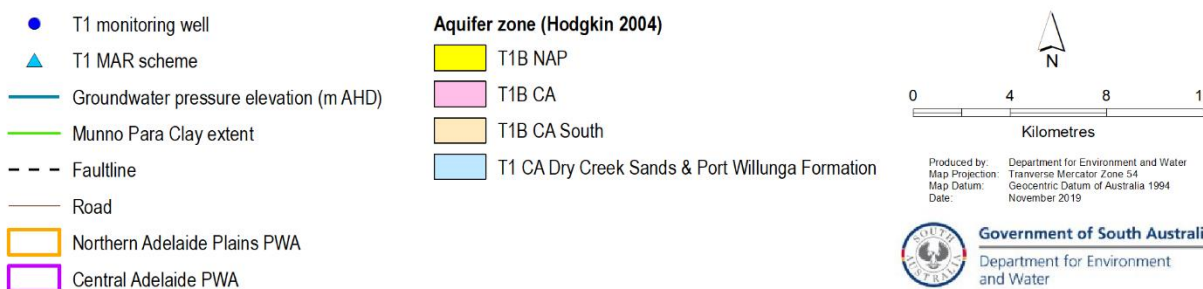 T1 monitoring well
T1 MAR scheme
Groundwater pressure elevation (m AHD)
Munno Para Clay extent
Faultline
Road
Northern Adelaide Plains PWA
Central Adelaide PWA
Aquifer zone (Hodgkin 2004)
T1B NAP
T1B CA
T1B CA South
T1 CA Dry Creek Sands & Port Willunga Formation
N
0 4 8 1
Kilometres
Produced by: Department for Environment and Water
Map Projection: Tranverse Mercator Zone 54
Map Datum: Geocentric Datum of Australia 1994
Date: November 2019
SOUTH
AUSTRALIA
Government of South Australi
Department for Environment
and Water